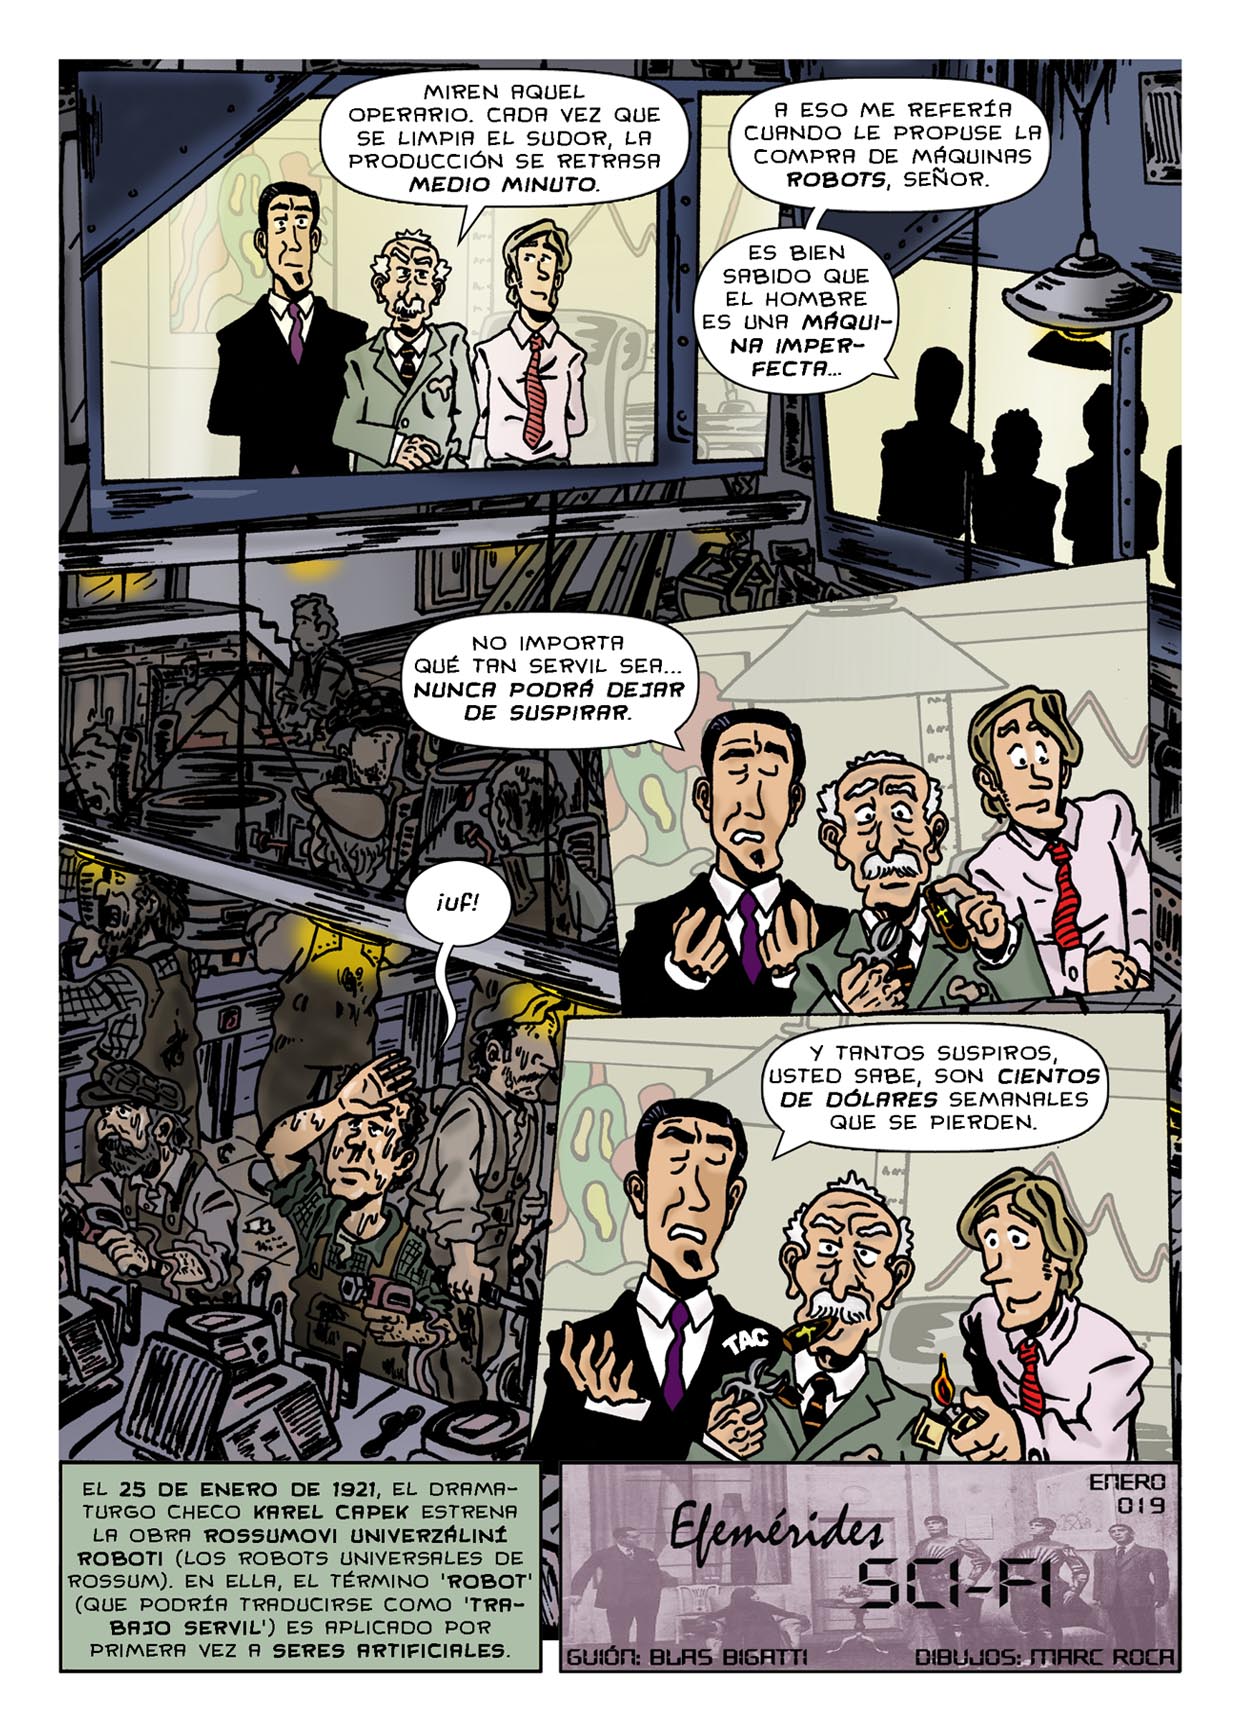 MIREN AQUEL
OPERARIO. CADA VEZ QUE
SE LIMPIA EL SUDOR, LA
PRODUCCIÓN SE RETRASA
MEDIO MINUTO.
A ESO ME REFERÍA
CUANDO LE PROPUSE LA
COMPRA DE MÁQUINAS
ROBOTS, SEÑOR.
ES BIEN
SABIDO QUE
EL HOMBRE
ES UNA MÁQUI-
NA IMPER-
FECTA...
NO IMPORTA
QUÉ TAN SERVIL SEA...
NUNCA PODRÁ DEJAR
DE SUSPIRAR.
¡UF!
Y TANTOS SUSPIROS,
USTED SABE, SON CIENTOS
DE DÓLARES SEMANALES
QUE SE PIERDEN.
TAC
EL 25 DE ENERO DE 1921, EL DRAMA-
TURGO CHECO KAREL CAPEK ESTRENA
LA OBRA ROSSUMOVI UNIVERZÁLINÍ
ROBOTI (LOS ROBOTS UNIVERSALES DE
ROSSUM). EN ELLA, EL TÉRMINO 'ROBOT'
(QUE PODRÍA TRADUCIRSE COMO 'TRA-
BAJO SERVIL') ES APLICADO POR
PRIMERA VEZ A SERES ARTIFICIALES.
ENERO
019
Efemérides
SCI-FI
GUIÓN: BLAS BIGATTI
DIBUJOS: MARC ROCA